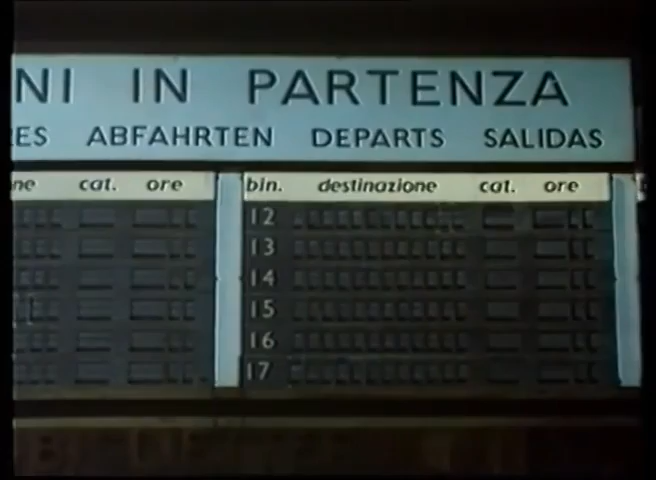 NI IN PARTENZA
ES ABFAHRTEN DEPARTS SALIDAS
ne cat. ore bin. destinazione cat. ore
12
13
14
15
16
17